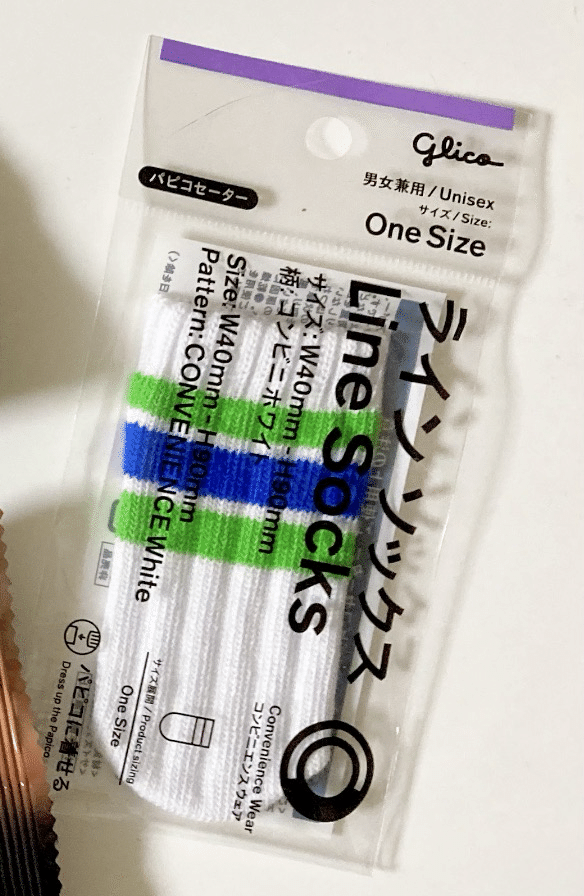 Glico
男女兼用/Unisex
サイズ/Size:
One Size
パピコセーター
ラインソックス
Line Socks
サイズ:W40mm-H90mm
柄:コンビニホワイト
Size: W40mm-H90mm
Pattern: CONVENIENCE White
Convenience Wear
コンビニエンスウェア
サイズ展開/Product sizing
One Size
パピコに着せる
Dress up the Papico